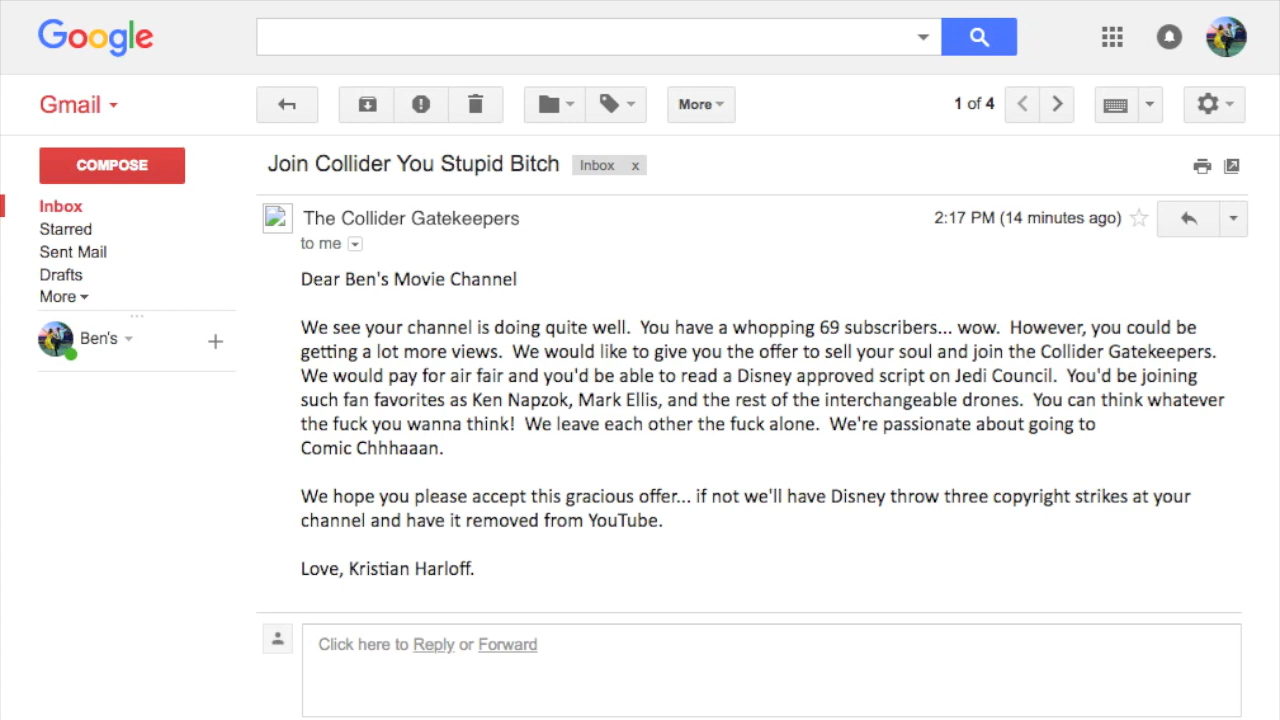 Google
Gmail
More
1 of 4
COMPOSE
Join Collider You Stupid Bitch Inbox x
Inbox
Starred
Sent Mail
Drafts
More
Ben's
The Collider Gatekeepers
2:17 PM (14 minutes ago)
to me
Dear Ben's Movie Channel
We see your channel is doing quite well. You have a whopping 69 subscribers... wow. However, you could be
getting a lot more views. We would like to give you the offer to sell your soul and join the Collider Gatekeepers.
We would pay for air fair and you'd be able to read a Disney approved script on Jedi Council. You'd be joining
such fan favorites as Ken Napzok, Mark Ellis, and the rest of the interchangeable drones. You can think whatever
the fuck you wanna think! We leave each other the fuck alone. We're passionate about going to
Comic Chhhaaan.
We hope you please accept this gracious offer... if not we'll have Disney throw three copyright strikes at your
channel and have it removed from YouTube.
Love, Kristian Harloff.
Click here to Reply or Forward